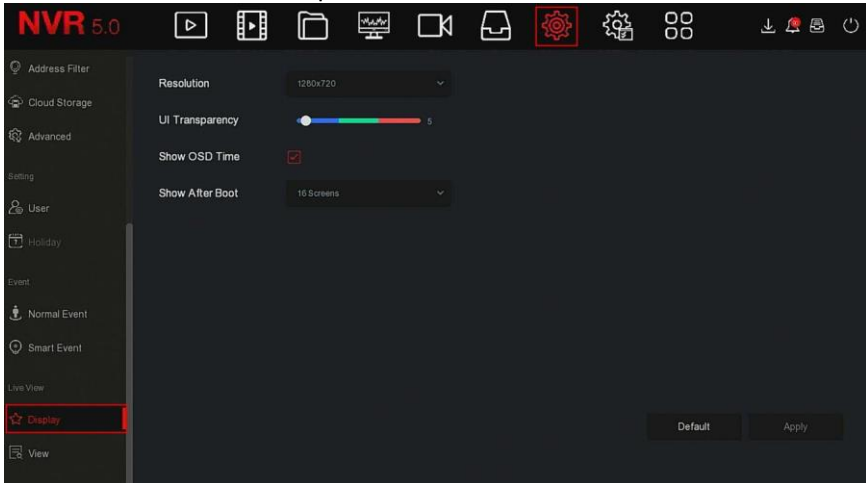 NVR 5.0
Address Filter
Cloud Storage
Advanced
Setting
User
Holiday
Event
Normal Event
Smart Event
Live View
Display
View
Resolution 1280x720
UI Transparency 5
Show OSD Time
Show After Boot 16 Screens
Default Apply